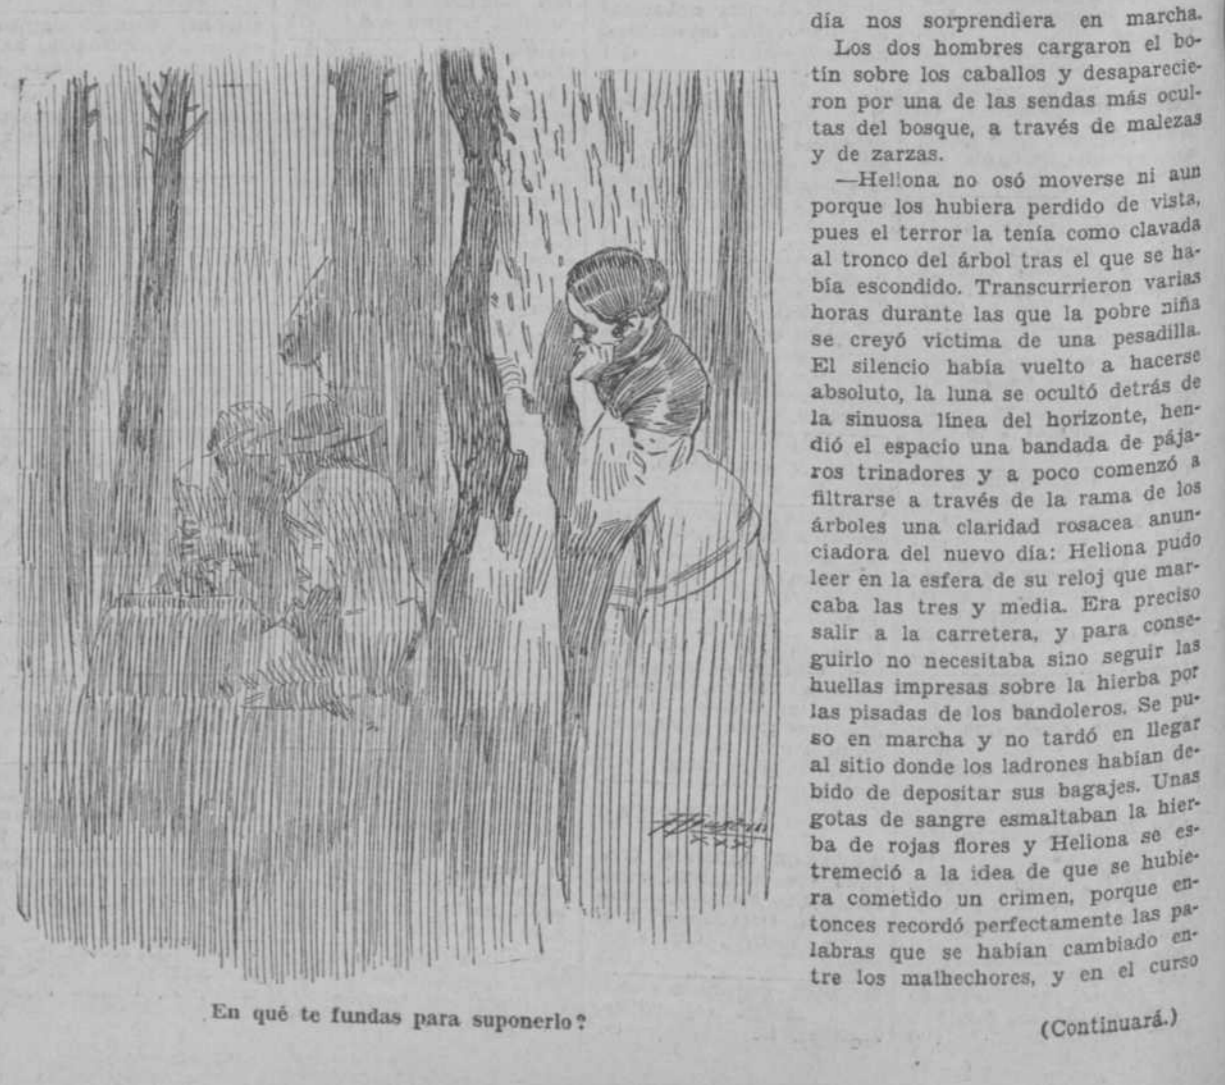 día nos sorprendiera en marcha.
Los dos hombres cargaron el bo-
tín sobre los caballos y desaparecie-
ron por una de las sendas más ocul-
tas del bosque, a través de malezas
y de zarzas.
—Heliona no osó moverse ni aun
porque los hubiera perdido de vista,
pues el terror la tenía como clavada
al tronco del árbol tras el que se ha-
bía escondido. Transcurrieron varias
horas durante las que la pobre niña
se creyó víctima de una pesadilla.
El silencio había vuelto a hacerse
absoluto, la luna se ocultó detrás de
la sinuosa línea del horizonte, hen-
dió el espacio una bandada de pája-
ros trinadores y a poco comenzó a
filtrarse a través de la rama de los
árboles una claridad rosacea anun-
ciadora del nuevo día: Heliona pudo
leer en la esfera de su reloj que mar-
caba las tres y media. Era preciso
salir a la carretera, y para conse-
guirlo no necesitaba sino seguir las
huellas impresas sobre la hierba por
las pisadas de los bandoleros. Se pu-
so en marcha y no tardó en llegar
al sitio donde los ladrones habían de-
bido de depositar sus bagajes. Unas
gotas de sangre esmaltaban la hier-
ba de rojas flores y Heliona se es-
tremeció a la idea de que se hubie-
ra cometido un crimen, porque en-
tonces recordó perfectamente las pa-
labras que se habían cambiado en-
tre los malhechores, y en el curso
(Continuará.)
XXX
En qué te fundas para suponerlo?